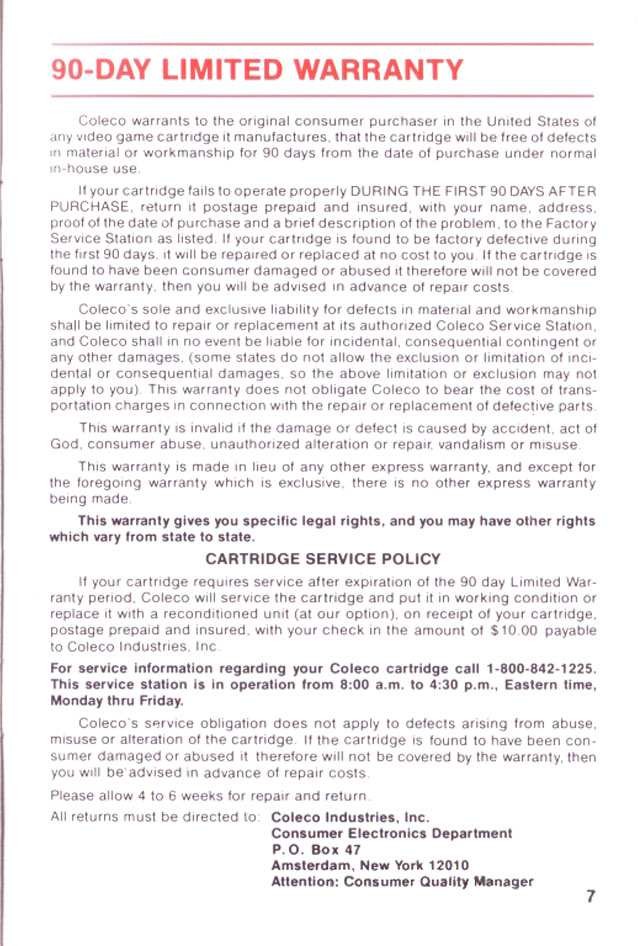 90-DAY LIMITED WARRANTY
Coleco warrants to the original consumer purchaser in the United States of
any video game cartridge it manufactures, that the cartridge will be free of defects
in material or workmanship for 90 days from the date of purchase under normal
in-house use.
If your cartridge fails to operate properly DURING THE FIRST 90 DAYS AFTER
PURCHASE, return it postage prepaid and insured, with your name, address,
proof of the date of purchase and a brief description of the problem, to the Factory
Service Station as listed. If your cartridge is found to be factory defective during
the first 90 days, it will be repaired or replaced at no cost to you. If the cartridge is
found to have been consumer damaged or abused it therefore will not be covered
by the warranty, then you will be advised in advance of repair costs.
Coleco's sole and exclusive liability for defects in material and workmanship
shall be limited to repair or replacement at its authorized Coleco Service Station,
and Coleco shall in no event be liable for incidental, consequential contingent or
any other damages, (some states do not allow the exclusion or limitation of inci-
dental or consequential damages, so the above limitation or exclusion may not
apply to you). This warranty does not obligate Coleco to bear the cost of trans-
portation charges in connection with the repair or replacement of defective parts.
This warranty is invalid if the damage or defect is caused by accident, act of
God, consumer abuse, unauthorized alteration or repair, vandalism or misuse.
This warranty is made in lieu of any other express warranty, and except for
the foregoing warranty which is exclusive, there is no other express warranty
being made.
This warranty gives you specific legal rights, and you may have other rights
which vary from state to state.
CARTRIDGE SERVICE POLICY
If your cartridge requires service after expiration of the 90 day Limited War-
ranty period, Coleco will service the cartridge and put it in working condition or
replace it with a reconditioned unit (at our option), on receipt of your cartridge,
postage prepaid and insured, with your check in the amount of $10.00 payable
to Coleco Industries, Inc.
For service information regarding your Coleco cartridge call 1-800-842-1225.
This service station is in operation from 8:00 a.m. to 4:30 p.m., Eastern time,
Monday thru Friday.
Coleco's service obligation does not apply to defects arising from abuse,
misuse or alteration of the cartridge. If the cartridge is found to have been con-
sumer damaged or abused it therefore will not be covered by the warranty, then
you will be advised in advance of repair costs.
Please allow 4 to 6 weeks for repair and return.
All returns must be directed to: Coleco Industries, Inc.
Consumer Electronics Department
P.O. Box 47
Amsterdam, New York 12010
Attention: Consumer Quality Manager
7